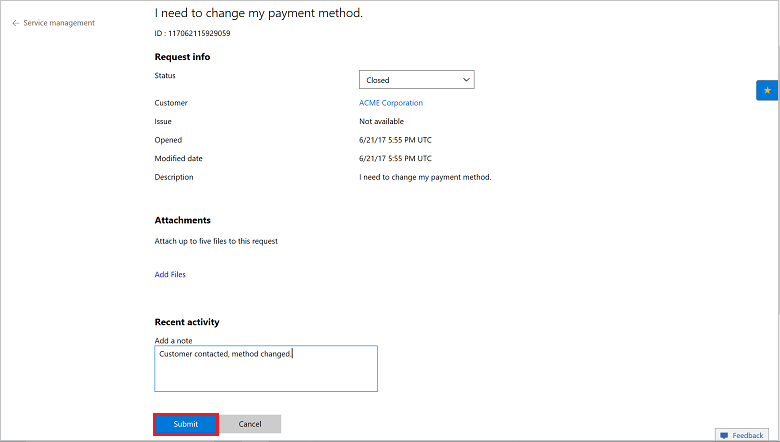 I need to change my payment method.
← Service management
ID : 117062115929059
Request info
Status Closed
Customer ACME Corporation
Issue Not available
Opened 6/21/17 5:55 PM UTC
Modified date 6/21/17 5:55 PM UTC
Description I need to change my payment method.
Attachments
Attach up to five files to this request
Add Files
Recent activity
Add a note
Customer contacted, method changed.
Submit Cancel
Feedback